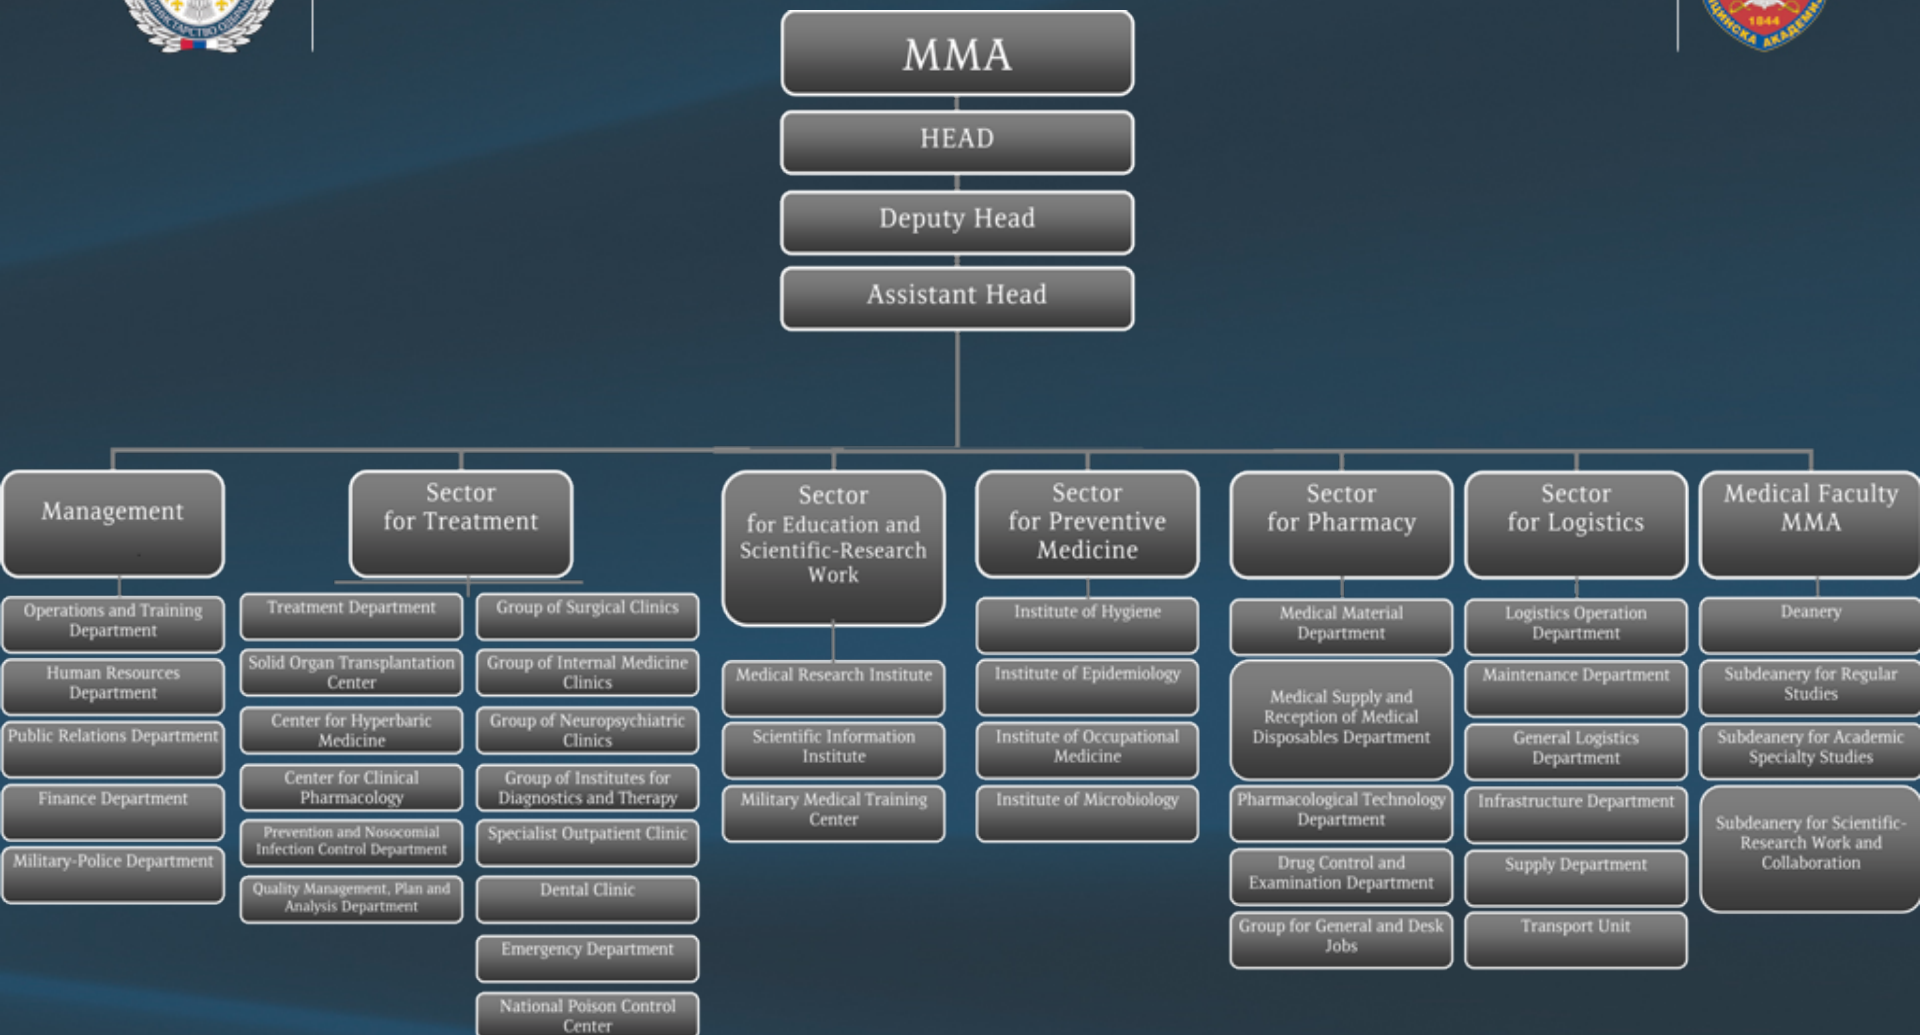 МИНИСТАРСТВО ОДБРАНЕ
1844
АКАДЕМИЈА
MMA
HEAD
Deputy Head
Assistant Head
Management
Operations and Training
Department
Human Resources
Department
Public Relations Department
Finance Department
Military-Police Department
Sector
for Treatment
Treatment Department
Solid Organ Transplantation
Center
Center for Hyperbaric
Medicine
Center for Clinical
Pharmacology
Prevention and Nosocomial
Infection Control Department
Quality Management, Plan and
Analysis Department
Group of Surgical Clinics
Group of Internal Medicine
Clinics
Group of Neuropsychiatric
Clinics
Group of Institutes for
Diagnostics and Therapy
Specialist Outpatient Clinic
Dental Clinic
Emergency Department
National Poison Control
Center
Sector
for Education and
Scientific-Research
Work
Medical Research Institute
Scientific Information
Institute
Military Medical Training
Center
Sector
for Preventive
Medicine
Institute of Hygiene
Institute of Epidemiology
Institute of Occupational
Medicine
Institute of Microbiology
Sector
for Pharmacy
Medical Material
Department
Medical Supply and
Reception of Medical
Disposables Department
Pharmacological Technology
Department
Drug Control and
Examination Department
Group for General and Desk
Jobs
Sector
for Logistics
Logistics Operation
Department
Maintenance Department
General Logistics
Department
Infrastructure Department
Supply Department
Transport Unit
Medical Faculty
MMA
Deanery
Subdeanery for Regular
Studies
Subdeanery for Academic
Specialty Studies
Subdeanery for Scientific-
Research Work and
Collaboration